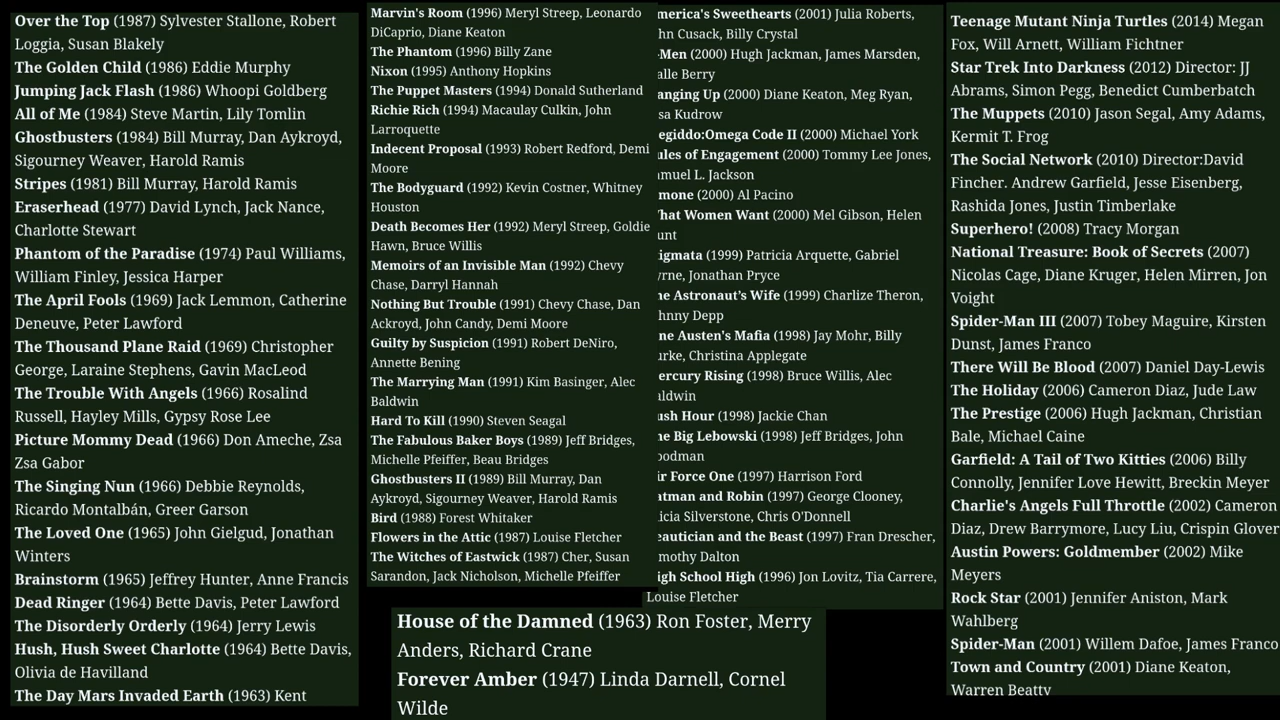 Over the Top (1987) Sylvester Stallone, Robert
Loggia, Susan Blakely
The Golden Child (1986) Eddie Murphy
Jumping Jack Flash (1986) Whoopi Goldberg
All of Me (1984) Steve Martin, Lily Tomlin
Ghostbusters (1984) Bill Murray, Dan Aykroyd,
Sigourney Weaver, Harold Ramis
Stripes (1981) Bill Murray, Harold Ramis
Eraserhead (1977) David Lynch, Jack Nance,
Charlotte Stewart
Phantom of the Paradise (1974) Paul Williams,
William Finley, Jessica Harper
The April Fools (1969) Jack Lemmon, Catherine
Deneuve, Peter Lawford
The Thousand Plane Raid (1969) Christopher
George, Laraine Stephens, Gavin MacLeod
The Trouble With Angels (1966) Rosalind
Russell, Hayley Mills, Gypsy Rose Lee
Picture Mommy Dead (1966) Don Ameche, Zsa
Zsa Gabor
The Singing Nun (1966) Debbie Reynolds,
Ricardo Montalbán, Greer Garson
The Loved One (1965) John Gielgud, Jonathan
Winters
Brainstorm (1965) Jeffrey Hunter, Anne Francis
Dead Ringer (1964) Bette Davis, Peter Lawford
The Disorderly Orderly (1964) Jerry Lewis
Hush, Hush Sweet Charlotte (1964) Bette Davis,
Olivia de Havilland
The Day Mars Invaded Earth (1963) Kent
Marvin's Room (1996) Meryl Streep, Leonardo
DiCaprio, Diane Keaton
The Phantom (1996) Billy Zane
Nixon (1995) Anthony Hopkins
The Puppet Masters (1994) Donald Sutherland
Richie Rich (1994) Macaulay Culkin, John
Larroquette
Indecent Proposal (1993) Robert Redford, Demi
Moore
The Bodyguard (1992) Kevin Costner, Whitney
Houston
Death Becomes Her (1992) Meryl Streep, Goldie
Hawn, Bruce Willis
Memoirs of an Invisible Man (1992) Chevy
Chase, Darryl Hannah
Nothing But Trouble (1991) Chevy Chase, Dan
Ackroyd, John Candy, Demi Moore
Guilty by Suspicion (1991) Robert DeNiro,
Annette Bening
The Marrying Man (1991) Kim Basinger, Alec
Baldwin
Hard To Kill (1990) Steven Seagal
The Fabulous Baker Boys (1989) Jeff Bridges,
Michelle Pfeiffer, Beau Bridges
Ghostbusters II (1989) Bill Murray, Dan
Aykroyd, Sigourney Weaver, Harold Ramis
Bird (1988) Forest Whitaker
Flowers in the Attic (1987) Louise Fletcher
The Witches of Eastwick (1987) Cher, Susan
Sarandon, Jack Nicholson, Michelle Pfeiffer
merica's Sweethearts (2001) Julia Roberts,
hn Cusack, Billy Crystal
-Men (2000) Hugh Jackman, James Marsden,
alle Berry
anging Up (2000) Diane Keaton, Meg Ryan,
sa Kudrow
egiddo:Omega Code II (2000) Michael York
ules of Engagement (2000) Tommy Lee Jones,
muel L. Jackson
mone (2000) Al Pacino
hat Women Want (2000) Mel Gibson, Helen
unt
igmata (1999) Patricia Arquette, Gabriel
yrne, Jonathan Pryce
he Astronaut’s Wife (1999) Charlize Theron,
hnny Depp
ne Austen's Mafia (1998) Jay Mohr, Billy
urke, Christina Applegate
ercury Rising (1998) Bruce Willis, Alec
aldwin
ush Hour (1998) Jackie Chan
he Big Lebowski (1998) Jeff Bridges, John
oodman
ir Force One (1997) Harrison Ford
atman and Robin (1997) George Clooney,
icia Silverstone, Chris O'Donnell
eautician and the Beast (1997) Fran Drescher,
mothy Dalton
igh School High (1996) Jon Lovitz, Tia Carrere,
Louise Fletcher
Teenage Mutant Ninja Turtles (2014) Megan
Fox, Will Arnett, William Fichtner
Star Trek Into Darkness (2012) Director: JJ
Abrams, Simon Pegg, Benedict Cumberbatch
The Muppets (2010) Jason Segal, Amy Adams,
Kermit T. Frog
The Social Network (2010) Director:David
Fincher. Andrew Garfield, Jesse Eisenberg,
Rashida Jones, Justin Timberlake
Superhero! (2008) Tracy Morgan
National Treasure: Book of Secrets (2007)
Nicolas Cage, Diane Kruger, Helen Mirren, Jon
Voight
Spider-Man III (2007) Tobey Maguire, Kirsten
Dunst, James Franco
There Will Be Blood (2007) Daniel Day-Lewis
The Holiday (2006) Cameron Diaz, Jude Law
The Prestige (2006) Hugh Jackman, Christian
Bale, Michael Caine
Garfield: A Tail of Two Kitties (2006) Billy
Connolly, Jennifer Love Hewitt, Breckin Meyer
Charlie's Angels Full Throttle (2002) Cameron
Diaz, Drew Barrymore, Lucy Liu, Crispin Glover
Austin Powers: Goldmember (2002) Mike
Meyers
Rock Star (2001) Jennifer Aniston, Mark
Wahlberg
Spider-Man (2001) Willem Dafoe, James Franco
Town and Country (2001) Diane Keaton,
Warren Beatty
House of the Damned (1963) Ron Foster, Merry
Anders, Richard Crane
Forever Amber (1947) Linda Darnell, Cornel
Wilde